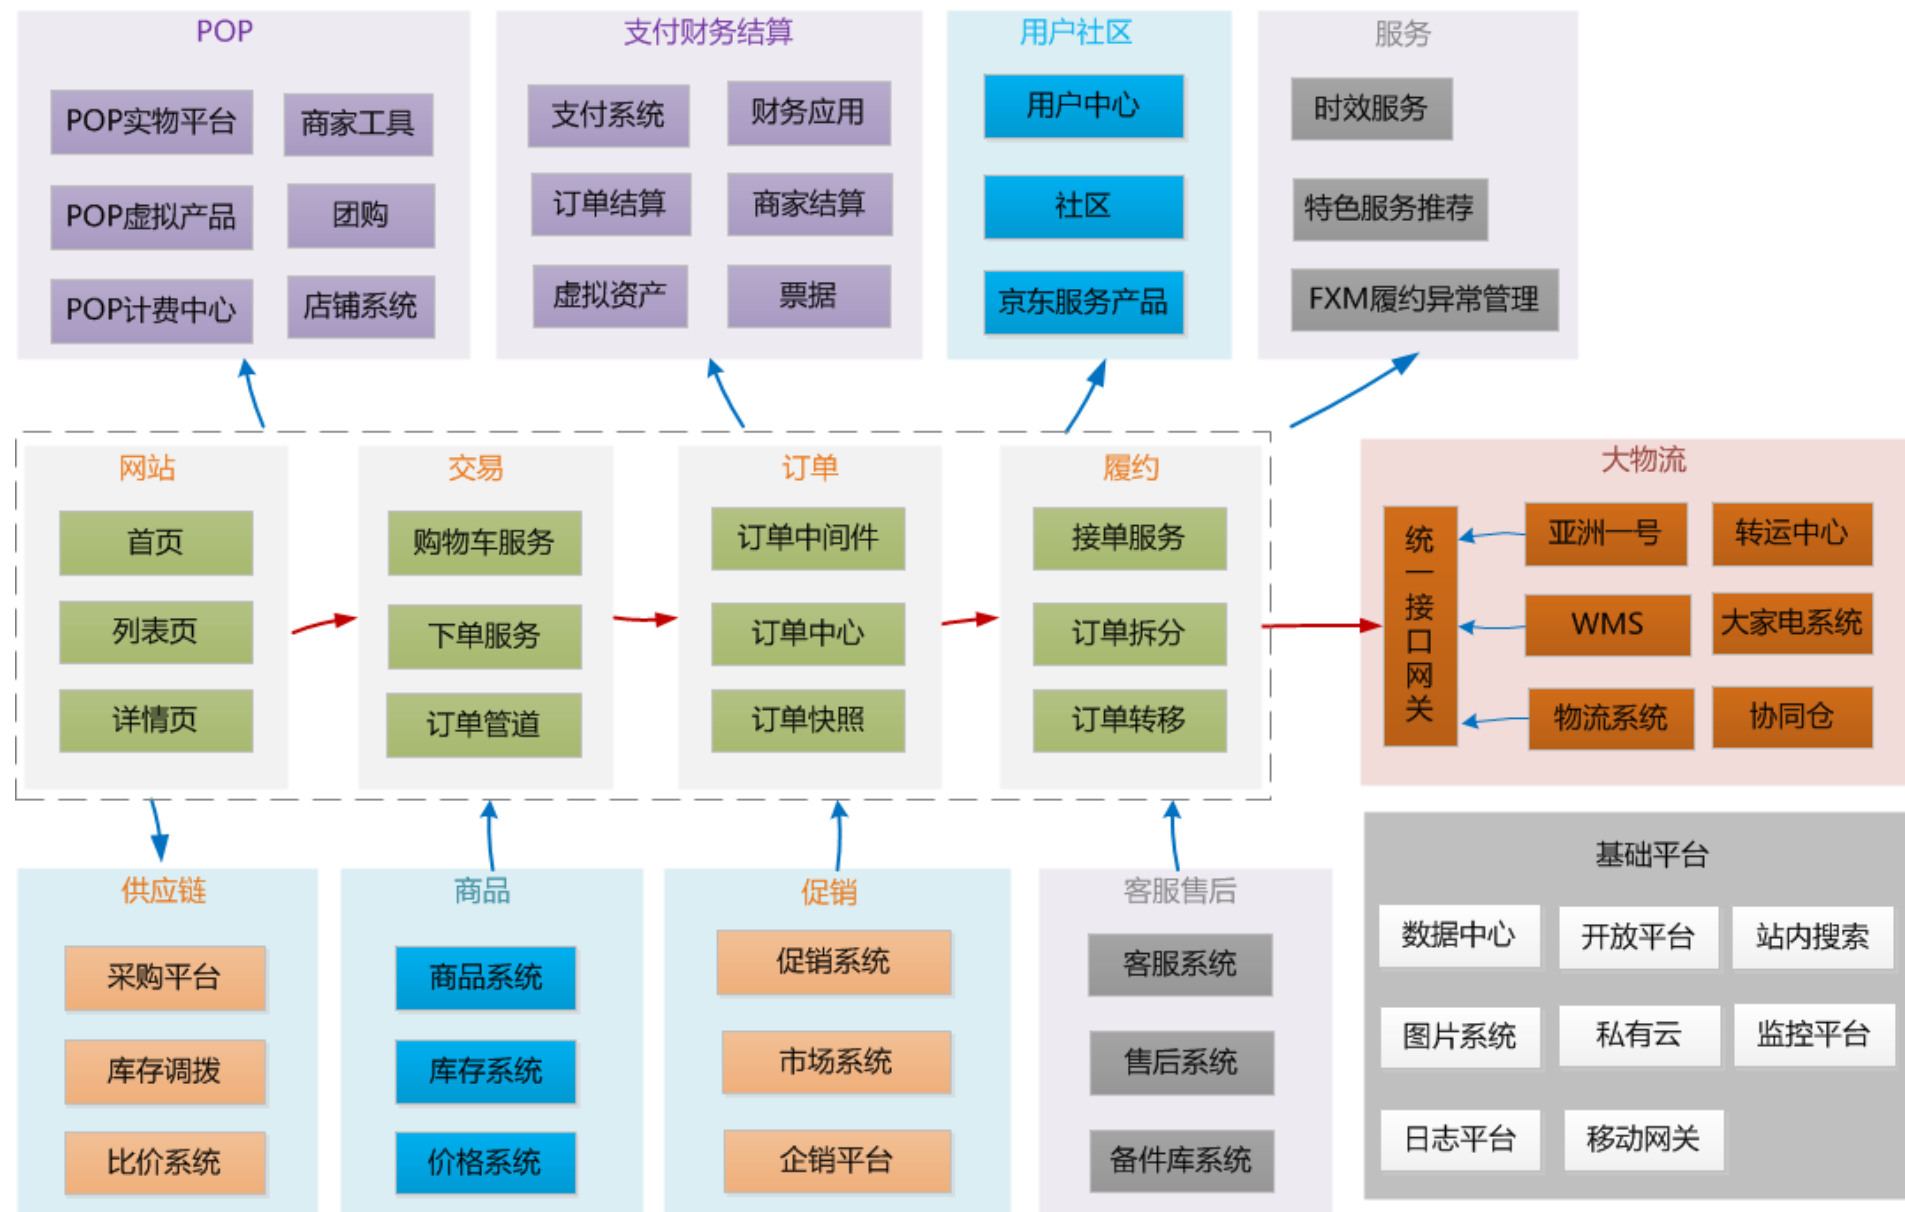 POP
POP实物平台
商家工具
POP虚拟产品
团购
POP计费中心
店铺系统
支付财务结算
支付系统
财务应用
订单结算
商家结算
虚拟资产
票据
用户社区
用户中心
社区
京东服务产品
服务
时效服务
特色服务推荐
FXM履约异常管理
网站
首页
列表页
详情页
交易
购物车服务
下单服务
订单管道
订单
订单中间件
订单中心
订单快照
履约
接单服务
订单拆分
订单转移
大物流
统一接口网关
亚洲一号
转运中心
WMS
大家电系统
物流系统
协同仓
供应链
采购平台
库存调拨
比价系统
商品
商品系统
库存系统
价格系统
促销
促销系统
市场系统
企销平台
客服售后
客服系统
售后系统
备件库系统
基础平台
数据中心
开放平台
站内搜索
图片系统
私有云
监控平台
日志平台
移动网关